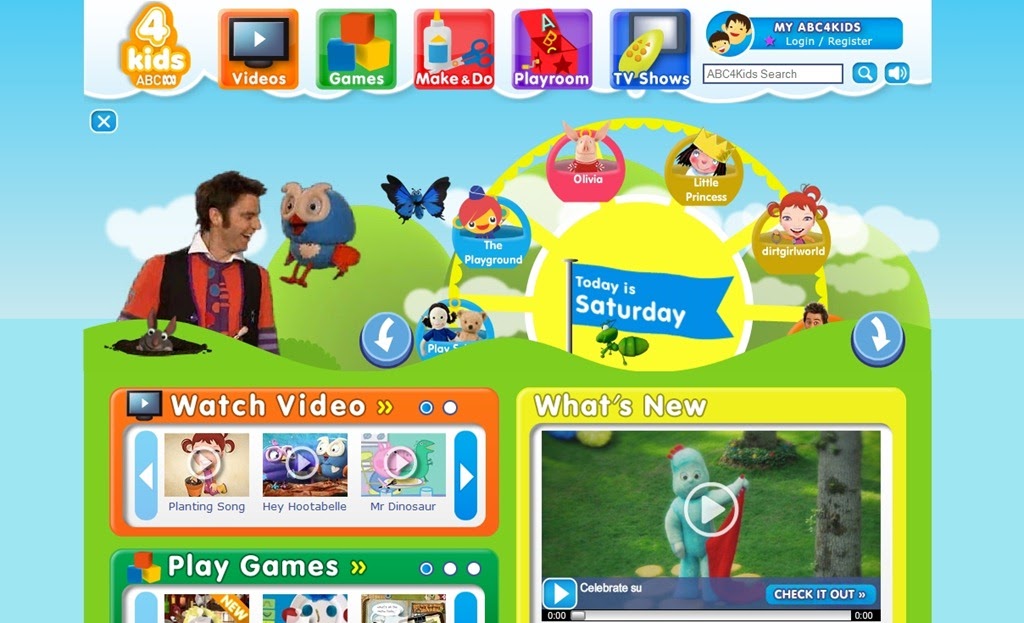 4
kids
ABC
Videos
Games
Make & Do
ABC
Playroom
TV Shows
MY ABC4KIDS
Login / Register
ABC4Kids Search
Olivia
Little
Princess
The
Playground
dirtgirlworld
Today is
Saturday
Play
Watch Video »
What's New
Planting Song
Hey Hootabelle
Mr Dinosaur
Play Games »
NEW
Celebrate su
CHECK IT OUT »
0:00
0:00